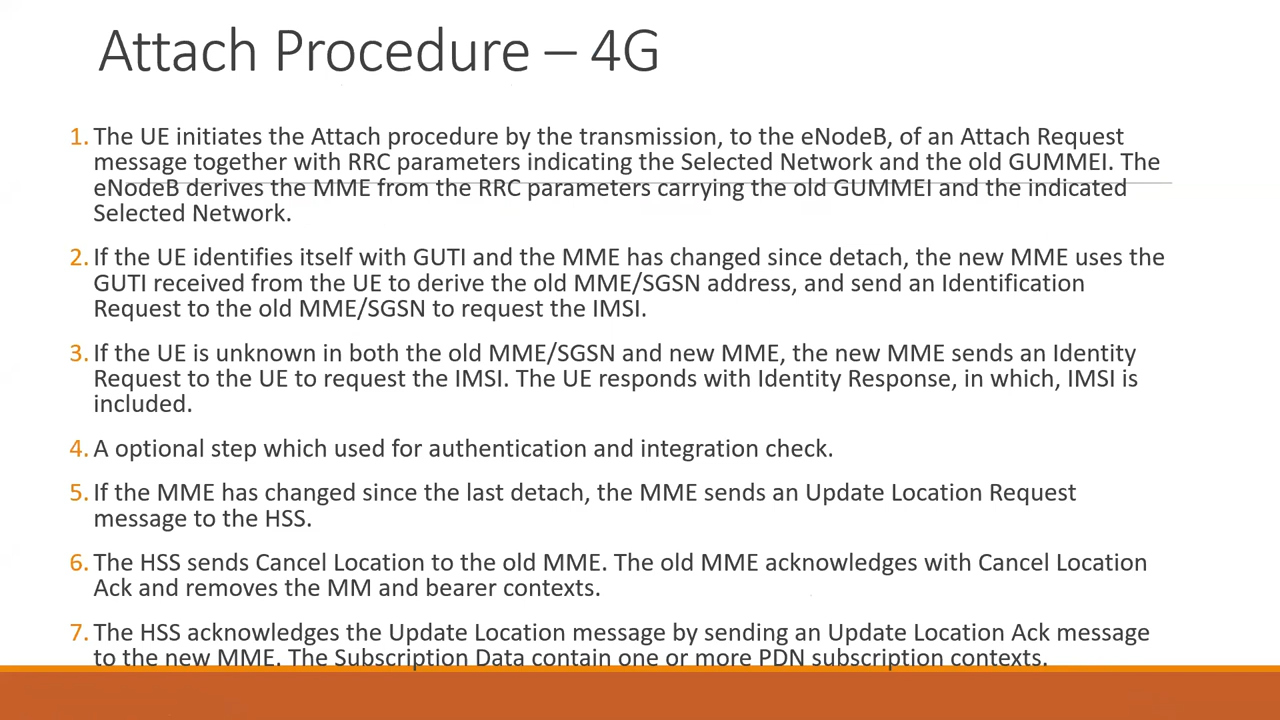 Attach Procedure – 4G
1. The UE initiates the Attach procedure by the transmission, to the eNodeB, of an Attach Request
message together with RRC parameters indicating the Selected Network and the old GUMMEI. The
eNodeB derives the MME from the RRC parameters carrying the old GUMMEI and the indicated
Selected Network.
2. If the UE identifies itself with GUTI and the MME has changed since detach, the new MME uses the
GUTI received from the UE to derive the old MME/SGSN address, and send an Identification
Request to the old MME/SGSN to request the IMSI.
3. If the UE is unknown in both the old MME/SGSN and new MME, the new MME sends an Identity
Request to the UE to request the IMSI. The UE responds with Identity Response, in which, IMSI is
included.
4. A optional step which used for authentication and integration check.
5. If the MME has changed since the last detach, the MME sends an Update Location Request
message to the HSS.
6. The HSS sends Cancel Location to the old MME. The old MME acknowledges with Cancel Location
Ack and removes the MM and bearer contexts.
7. The HSS acknowledges the Update Location message by sending an Update Location Ack message
to the new MME. The Subscription Data contain one or more PDN subscription contexts.